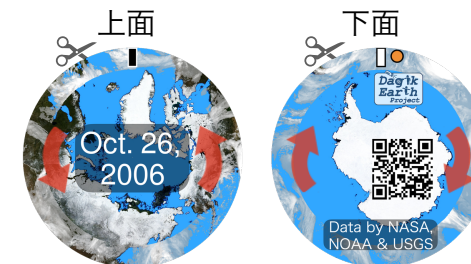 上面
下面
Oct. 26,
2006
Dagik
Earth
Project
Data by NASA,
NOAA & USGS